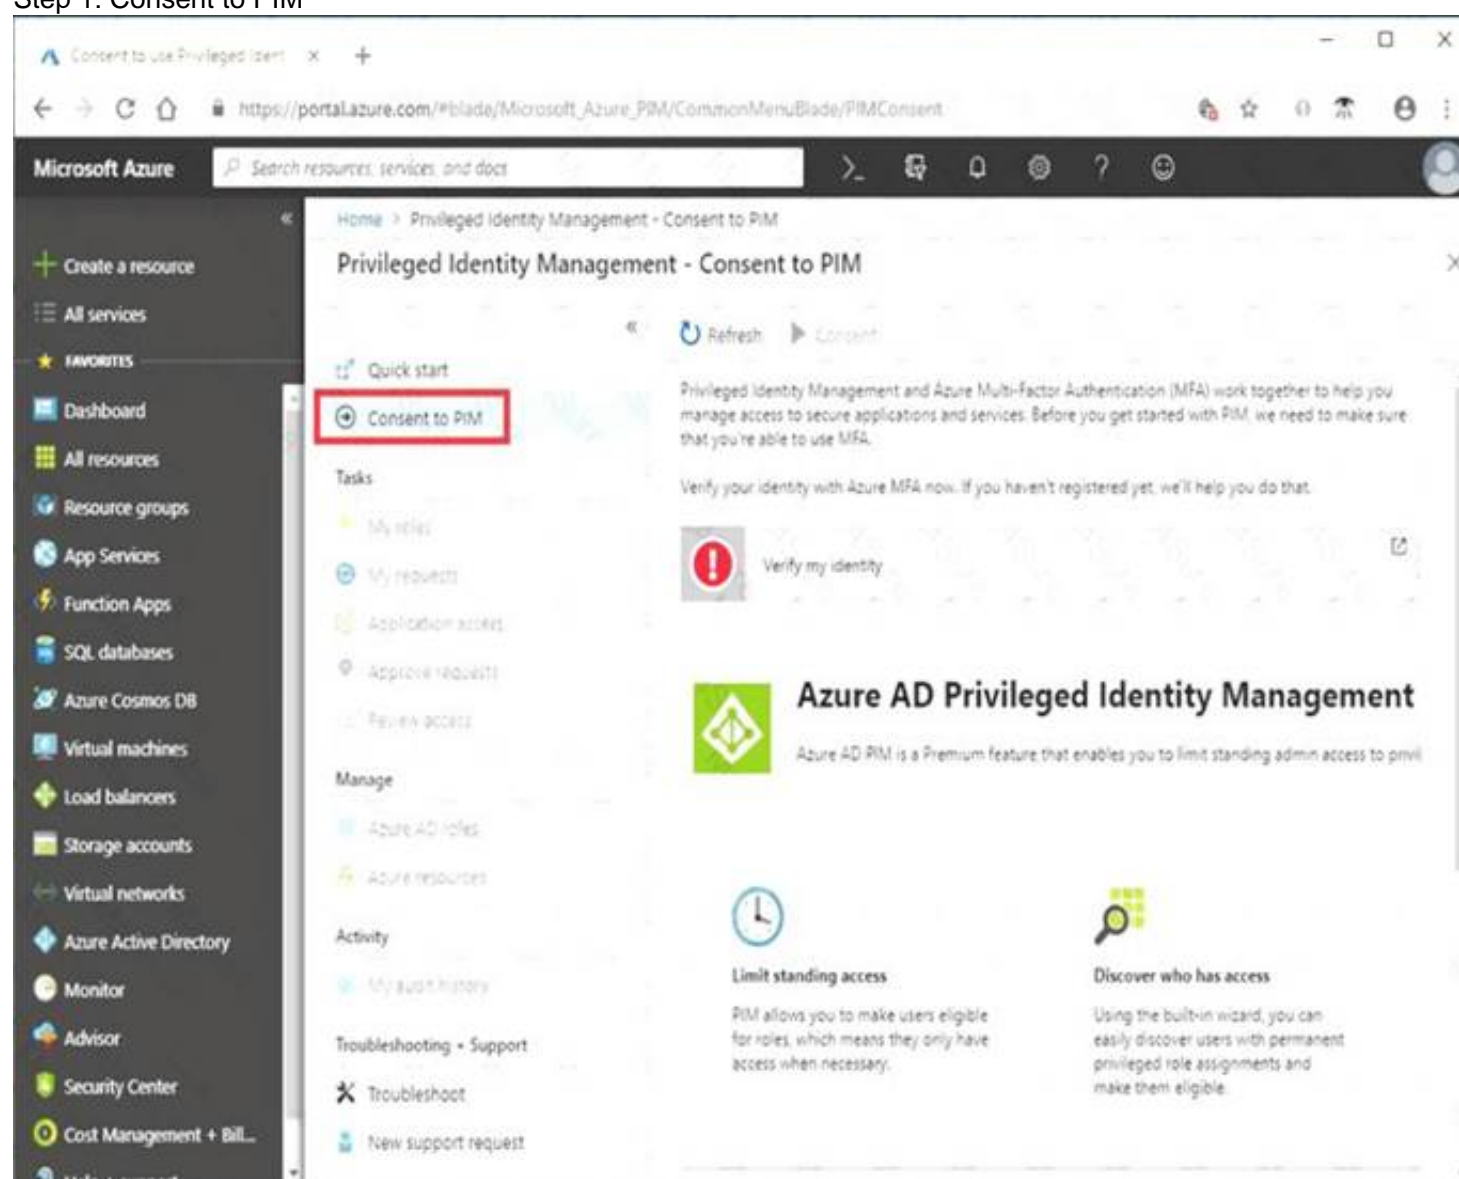 Step 1: Consent to PIM
Consent to use Privileged Ident
https://portal.azure.com/#blade/Microsoft_Azure_PIM/CommonMenuBlade/PIMConsent
Microsoft Azure
Search resources, services, and docs
Home > Privileged Identity Management - Consent to PIM
Privileged Identity Management - Consent to PIM
Create a resource
All services
FAVORITES
Dashboard
All resources
Resource groups
App Services
Function Apps
SQL databases
Azure Cosmos DB
Virtual machines
Load balancers
Storage accounts
Virtual networks
Azure Active Directory
Monitor
Advisor
Security Center
Cost Management + Bill...
Help + support
Quick start
Consent to PIM
Tasks
My roles
My requests
Application access
Approve requests
Review access
Manage
Azure AD roles
Azure resources
Activity
My audit history
Troubleshooting + Support
Troubleshoot
New support request
Refresh
Consent
Privileged Identity Management and Azure Multi-Factor Authentication (MFA) work together to help you
manage access to secure applications and services. Before you get started with PIM, we need to make sure
that you're able to use MFA.
Verify your identity with Azure MFA now. If you haven't registered yet, we'll help you do that.
Verify my identity
Azure AD Privileged Identity Management
Azure AD PIM is a Premium feature that enables you to limit standing admin access to privil
Limit standing access
PIM allows you to make users eligible
for roles, which means they only have
access when necessary.
Discover who has access
Using the built-in wizard, you can
easily discover users with permanent
privileged role assignments and
make them eligible.